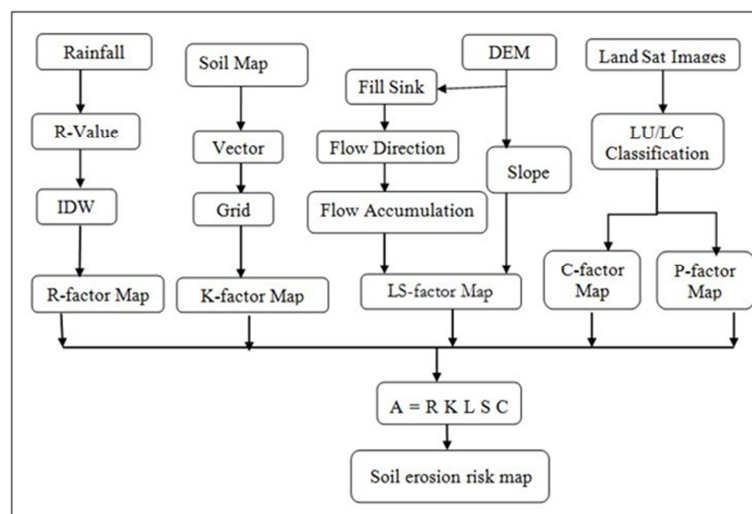 Rainfall
Soil Map
DEM
Land Sat Images
Fill Sink
R-Value
Vector
Flow Direction
Slope
LU/LC
Classification
IDW
Grid
Flow Accumulation
R-factor Map
K-factor Map
LS-factor Map
C-factor
Map
P-factor
Map
A = R K L S C
Soil erosion risk map